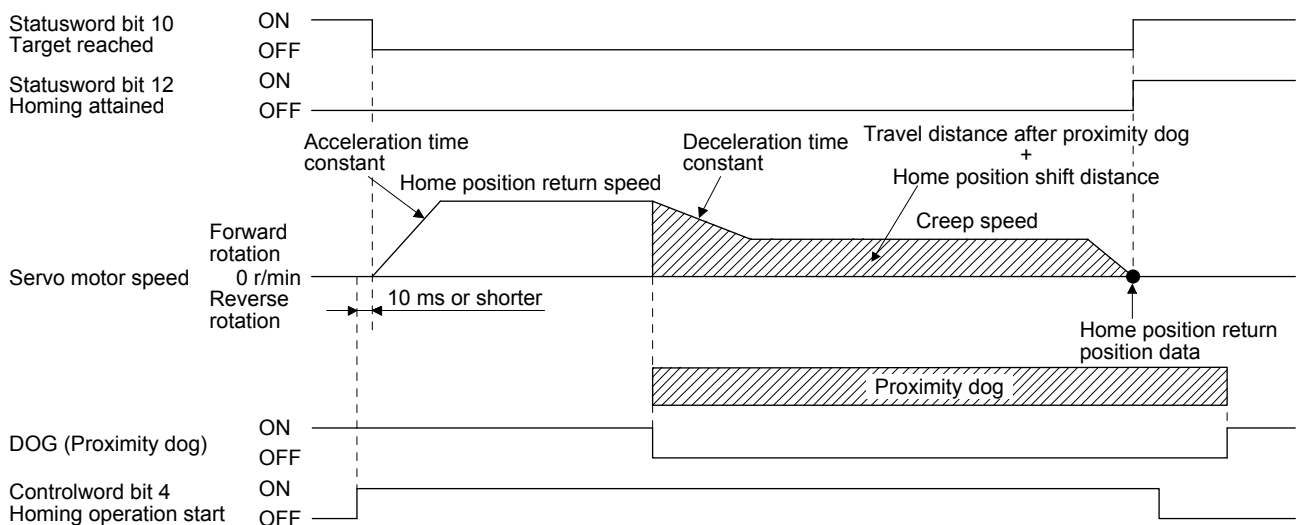 Statusword bit 10
Target reached
ON
OFF
Statusword bit 12
Homing attained
ON
OFF
Acceleration time
constant
Home position return speed
Deceleration time
constant
Travel distance after proximity dog
+
Home position shift distance
Creep speed
Forward
rotation
Servo motor speed
0 r/min
Reverse
rotation
10 ms or shorter
Home position return
position data
Proximity dog
DOG (Proximity dog)
ON
OFF
Controlword bit 4
Homing operation start
ON
OFF